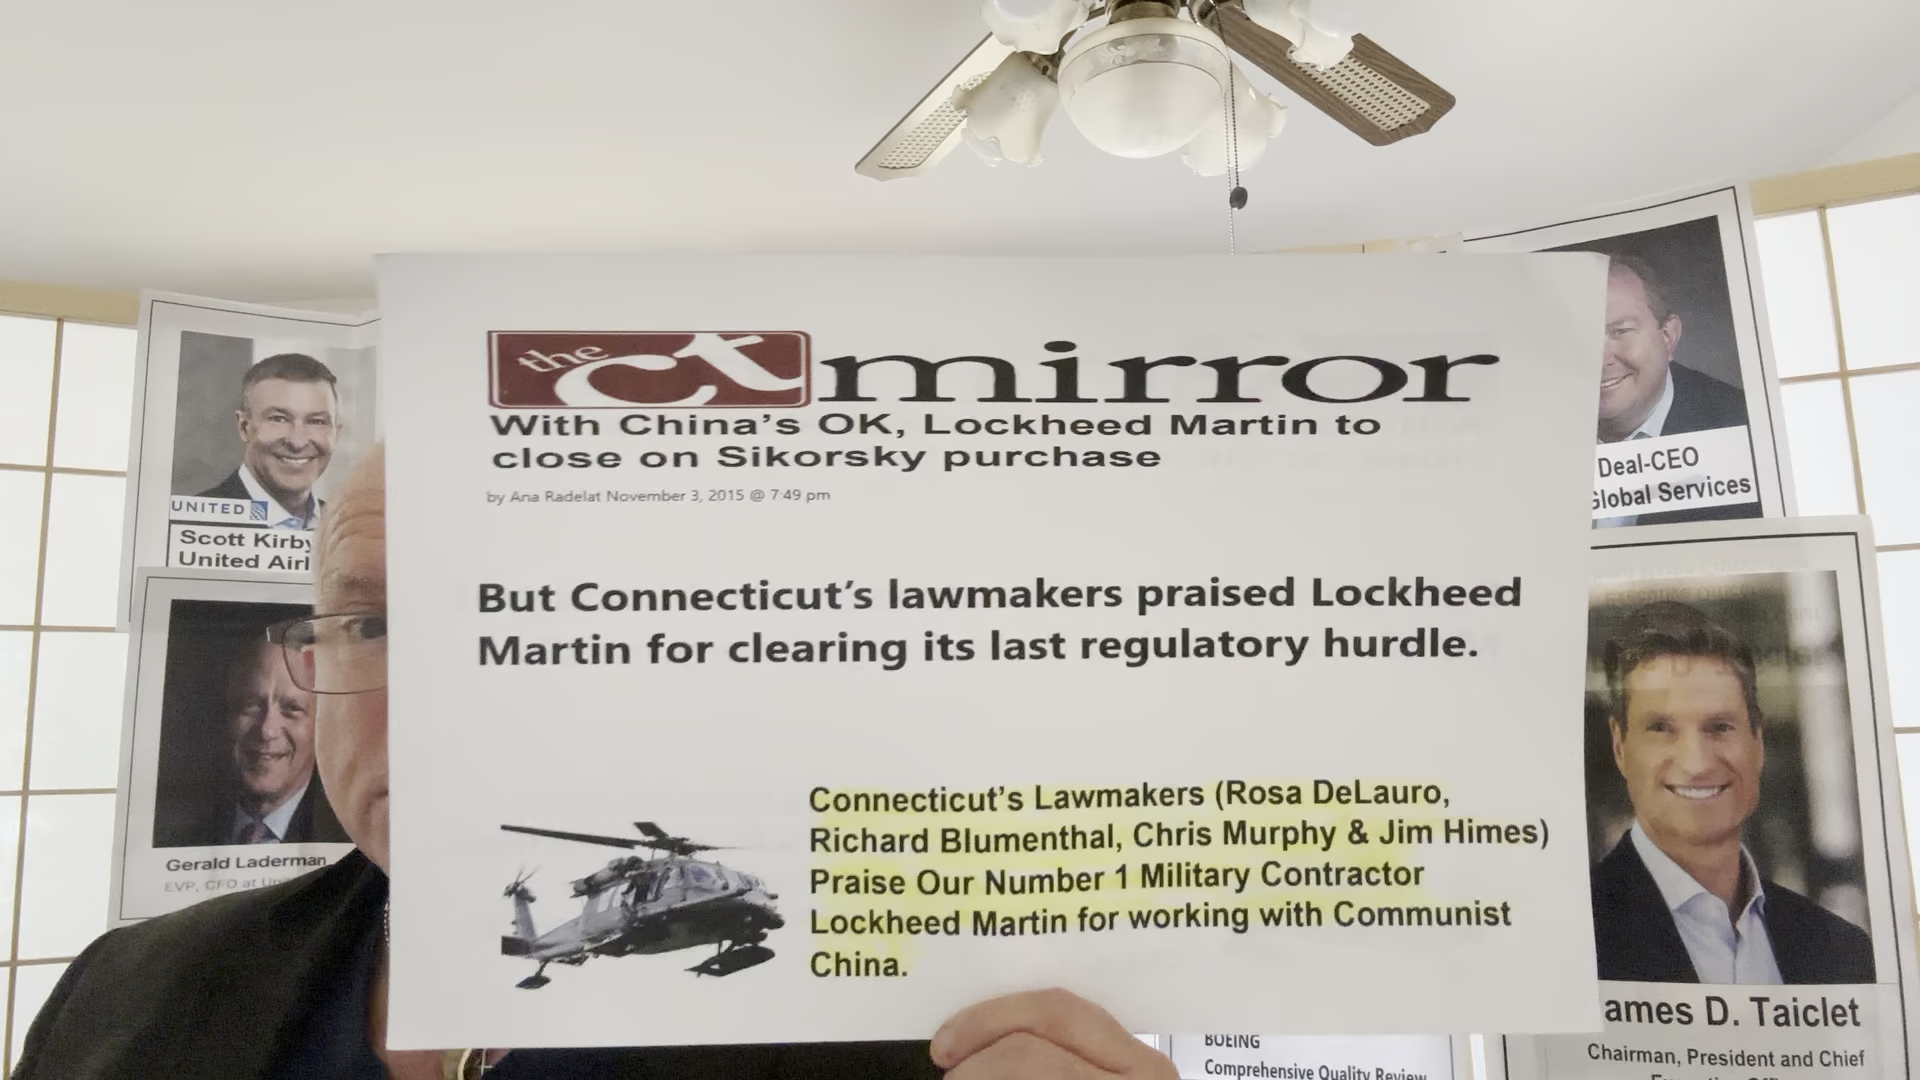 the ct mirror
With China's OK, Lockheed Martin to
close on Sikorsky purchase
by Ana Radelat November 3, 2015 @ 7:49 pm
But Connecticut's lawmakers praised Lockheed
Martin for clearing its last regulatory hurdle.
Connecticut's Lawmakers (Rosa DeLauro,
Richard Blumenthal, Chris Murphy & Jim Himes)
Praise Our Number 1 Military Contractor
Lockheed Martin for working with Communist
China.
UNITED
Scott Kirby
United Airl
Gerald Laderman
EVP, CFO at
Deal-CEO
Global Services
ames D. Taiclet
Chairman, President and Chief
BOEING
Comprehensive Quality Review